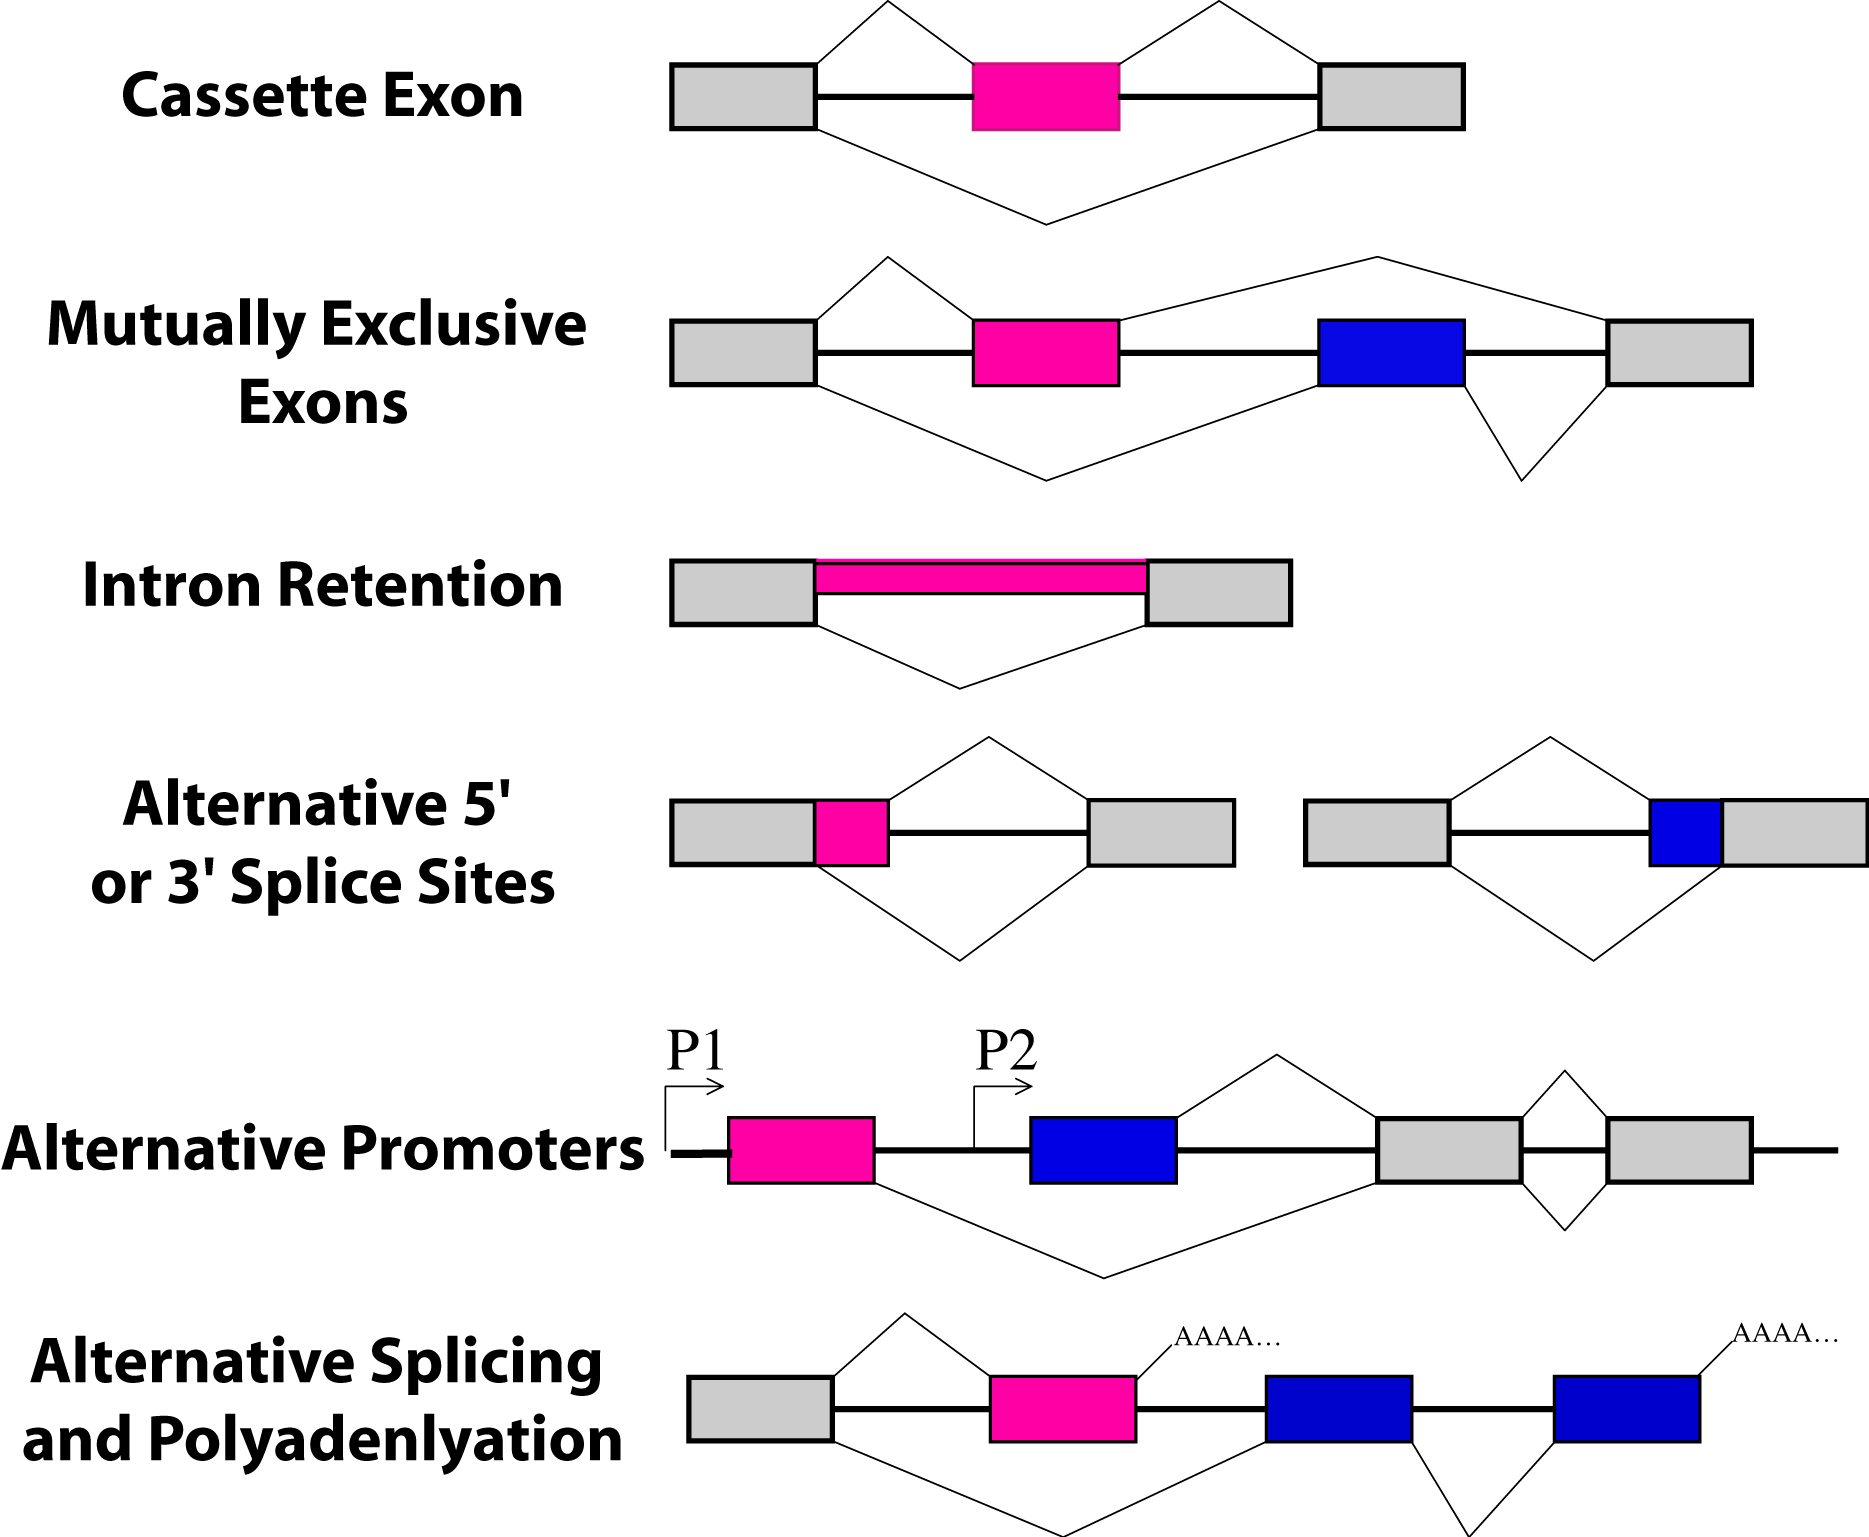 Cassette Exon
Mutually Exclusive
Exons
Intron Retention
Alternative 5'
or 3' Splice Sites
P1 P2
Alternative Promoters
AAAA... AAAA...
Alternative Splicing
and Polyadenlyation